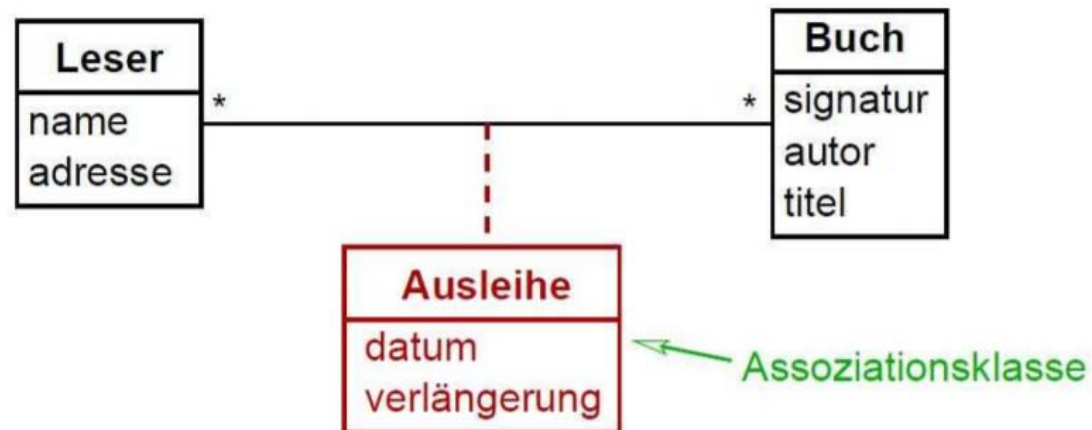 Leser
name
adresse
*
*
Buch
signatur
autor
titel
Ausleihe
datum
verlängerung
Assoziationsklasse